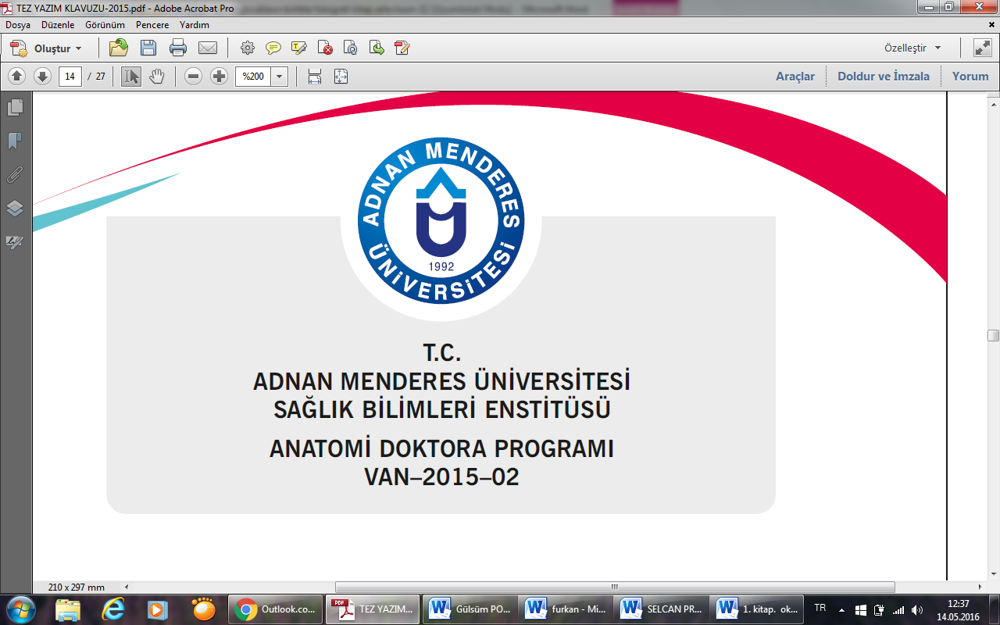 TEZ YAZIM KLAVUZU-2015.pdf - Adobe Acrobat Pro
Dosya Düzenle Görünüm Pencere Yardım
Oluştur Özelleştir
14 / 27 %200 Araçlar Doldur ve İmzala Yorum
ADNAN MENDERES
ÜNİVERSİTESİ
1992
T.C.
ADNAN MENDERES ÜNİVERSİTESİ
SAĞLIK BİLİMLERİ ENSTİTÜSÜ
ANATOMİ DOKTORA PROGRAMI
VAN–2015–02
210 x 297 mm
Outlook.co... TEZ YAZIM... Gülsüm PO... furkan - Mi... SELCAN PR... 1. kitap. ok... TR 12:37
14.05.2016